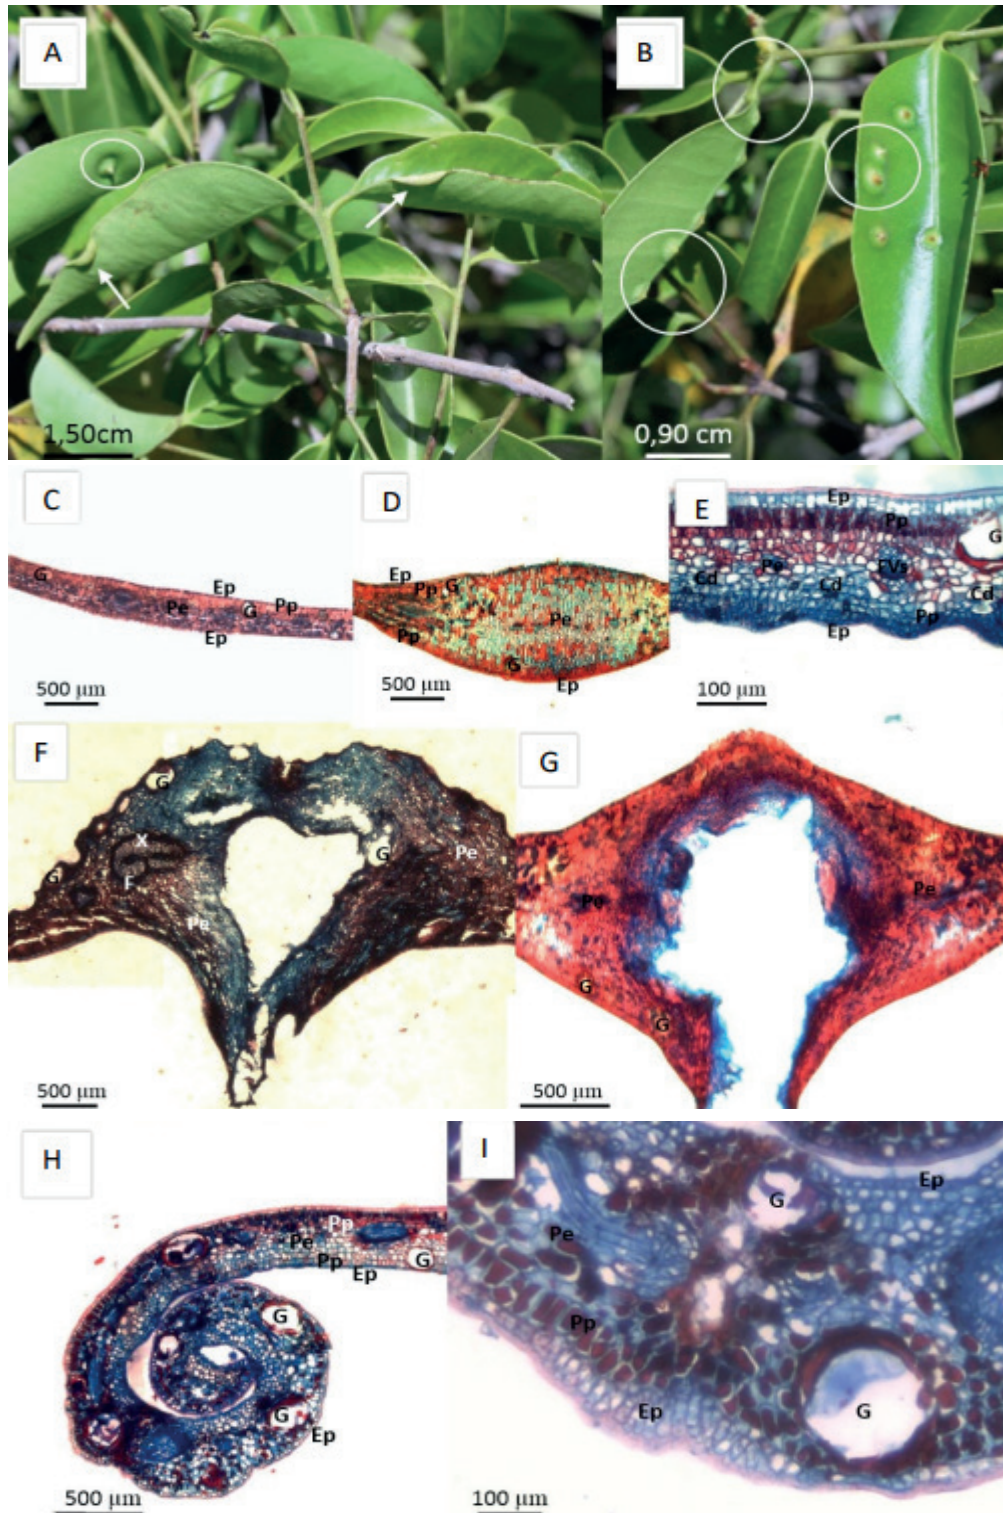 A
B
1,50cm
0,90 cm
C
D
E
G Ep
Pe G Pp
Ep
500 µm
Ep Pp G
Pe
Pp
G
Ep
500 µm
Ep
Pp
G
Pe FVs
Cd Cd Cd
Pp
Ep
100 µm
F
G
G
X
G
Pe
G
F
Pe
500 µm
G
Pe
Pe
G
G
500 µm
H
Pp
Pe
Pp
G
Ep
G
G
Ep
500 µm
I
Ep
G
Pe
Pp
Ep
G
100 µm